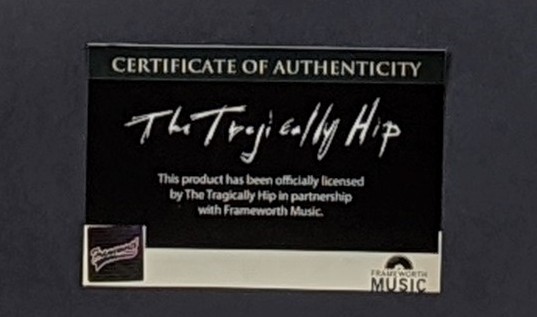 CERTIFICATE OF AUTHENTICITY
The Tragically Hip
This product has been officially licensed
by The Tragically Hip in partnership
with Frameworth Music.
Frameworth
FRAMEWORTH
MUSIC